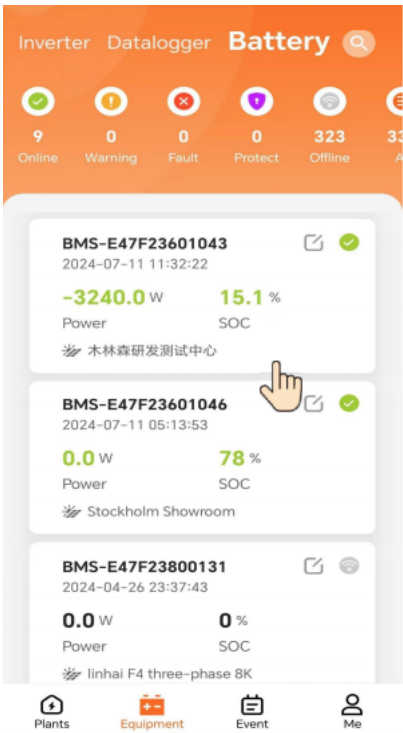 Inverter Datalogger Battery
9 0 0 0 323
Online Warning Fault Protect Offline
BMS-E47F23601043
2024-07-11 11:32:22
-3240.0 W 15.1 %
Power SOC
木林森研发测试中心
BMS-E47F23601046
2024-07-11 05:13:53
0.0 W 78 %
Power SOC
Stockholm Showroom
BMS-E47F23800131
2024-04-26 23:37:43
0.0 W 0 %
Power SOC
linhai F4 three-phase 8K
Plants Equipment Event Me